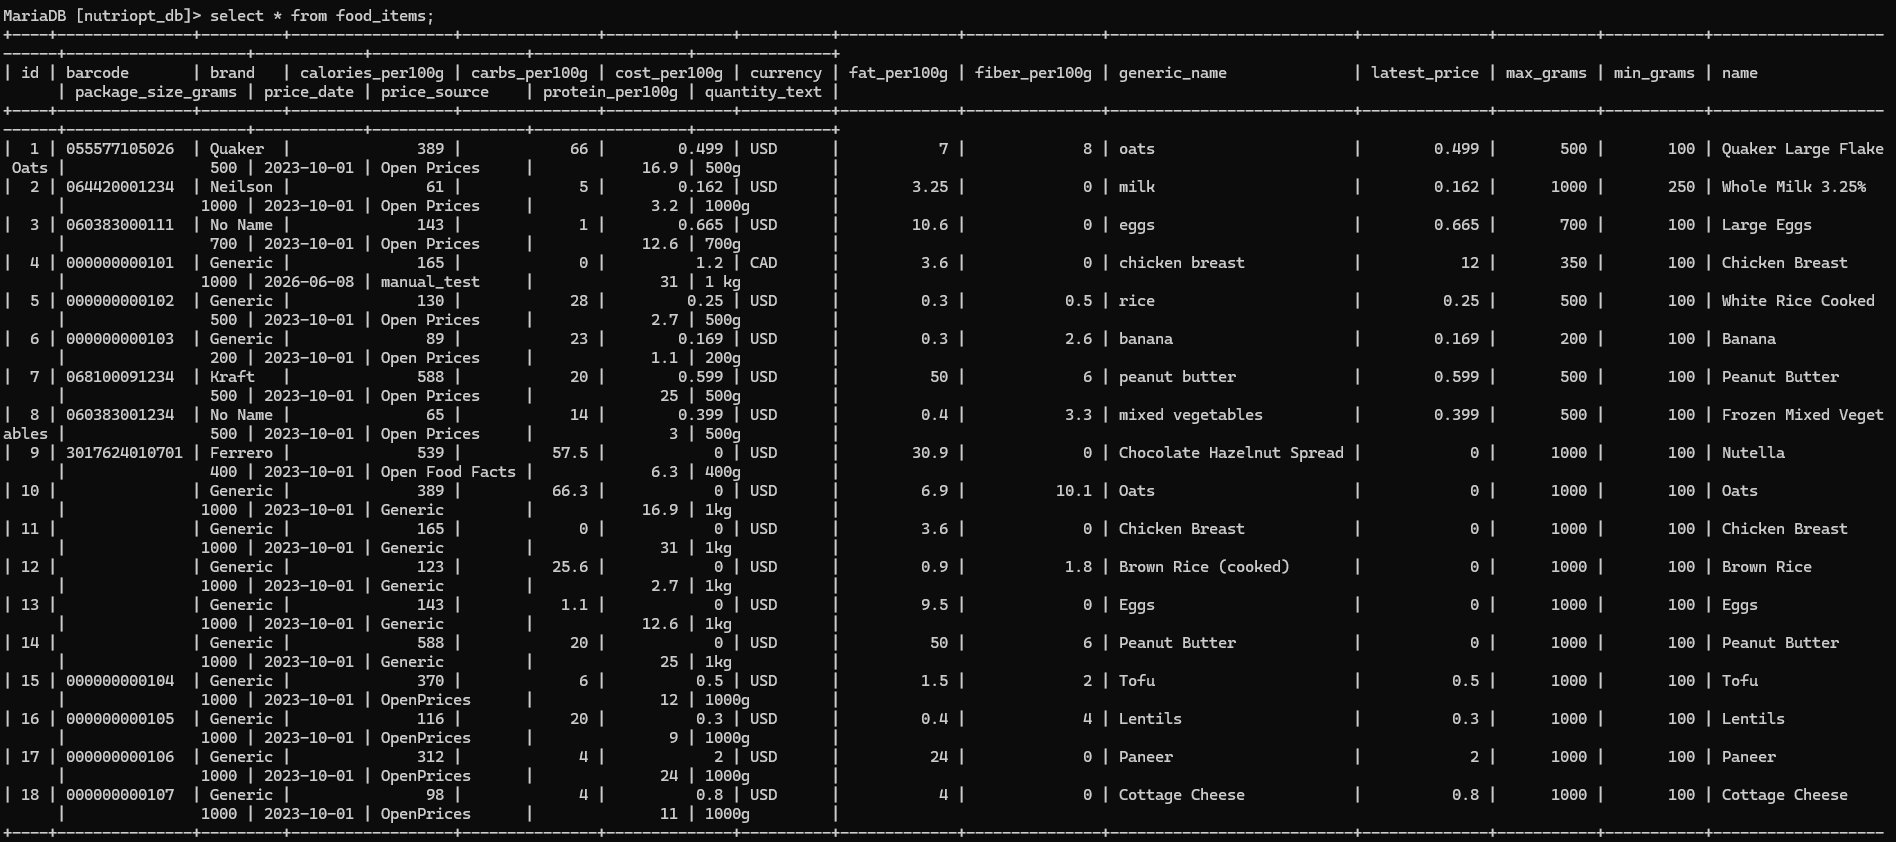 MariaDB [nutriopt_db]> select * from food_items;
+----+---------------+---------+-------------------+---------------+---------------+----------+-------------+---------------+---------------------------+--------------+-----------+-----------+-------------------
------+--------------------+------------+-----------------+-----------------+---------------+
| id | barcode       | brand   | calories_per100g | carbs_per100g | cost_per100g | currency | fat_per100g | fiber_per100g | generic_name              | latest_price | max_grams | min_grams | name
      | package_size_grams | price_date | price_source    | protein_per100g | quantity_text |
+----+---------------+---------+-------------------+---------------+---------------+----------+-------------+---------------+---------------------------+--------------+-----------+-----------+-------------------
------+--------------------+------------+-----------------+-----------------+---------------+
|  1 | 055577105026  | Quaker  |              389 |            66 |        0.499 | USD      |           7 |             8 | oats                      |        0.499 |       500 |       100 | Quaker Large Flake
 Oats |                500 | 2023-10-01 | Open Prices     |            16.9 | 500g          |
|  2 | 064420001234  | Neilson |               61 |             5 |        0.162 | USD      |        3.25 |             0 | milk                      |        0.162 |      1000 |       250 | Whole Milk 3.25%
      |               1000 | 2023-10-01 | Open Prices     |             3.2 | 1000g         |
|  3 | 060383000111  | No Name |              143 |             1 |        0.665 | USD      |        10.6 |             0 | eggs                      |        0.665 |       700 |       100 | Large Eggs
      |                700 | 2023-10-01 | Open Prices     |            12.6 | 700g          |
|  4 | 000000000101  | Generic |              165 |             0 |          1.2 | CAD      |         3.6 |             0 | chicken breast            |           12 |       350 |       100 | Chicken Breast
      |               1000 | 2026-06-08 | manual_test     |              31 | 1 kg          |
|  5 | 000000000102  | Generic |              130 |            28 |         0.25 | USD      |         0.3 |           0.5 | rice                      |         0.25 |       500 |       100 | White Rice Cooked
      |                500 | 2023-10-01 | Open Prices     |             2.7 | 500g          |
|  6 | 000000000103  | Generic |               89 |            23 |        0.169 | USD      |         0.3 |           2.6 | banana                    |        0.169 |       200 |       100 | Banana
      |                200 | 2023-10-01 | Open Prices     |             1.1 | 200g          |
|  7 | 068100091234  | Kraft   |              588 |            20 |        0.599 | USD      |          50 |             6 | peanut butter             |        0.599 |       500 |       100 | Peanut Butter
      |                500 | 2023-10-01 | Open Prices     |              25 | 500g          |
|  8 | 060383001234  | No Name |               65 |            14 |        0.399 | USD      |         0.4 |           3.3 | mixed vegetables          |        0.399 |       500 |       100 | Frozen Mixed Veget
ables |                500 | 2023-10-01 | Open Prices     |               3 | 500g          |
|  9 | 3017624010701 | Ferrero |              539 |          57.5 |            0 | USD      |        30.9 |             0 | Chocolate Hazelnut Spread |            0 |      1000 |       100 | Nutella
      |                400 | 2023-10-01 | Open Food Facts |             6.3 | 400g          |
| 10 |               | Generic |              389 |          66.3 |            0 | USD      |         6.9 |          10.1 | Oats                      |            0 |      1000 |       100 | Oats
      |               1000 | 2023-10-01 | Generic         |            16.9 | 1kg           |
| 11 |               | Generic |              165 |             0 |            0 | USD      |         3.6 |             0 | Chicken Breast            |            0 |      1000 |       100 | Chicken Breast
      |               1000 | 2023-10-01 | Generic         |              31 | 1kg           |
| 12 |               | Generic |              123 |          25.6 |            0 | USD      |         0.9 |           1.8 | Brown Rice (cooked)       |            0 |      1000 |       100 | Brown Rice
      |               1000 | 2023-10-01 | Generic         |             2.7 | 1kg           |
| 13 |               | Generic |              143 |           1.1 |            0 | USD      |         9.5 |             0 | Eggs                      |            0 |      1000 |       100 | Eggs
      |               1000 | 2023-10-01 | Generic         |            12.6 | 1kg           |
| 14 |               | Generic |              588 |            20 |            0 | USD      |          50 |             6 | Peanut Butter             |            0 |      1000 |       100 | Peanut Butter
      |               1000 | 2023-10-01 | Generic         |              25 | 1kg           |
| 15 | 000000000104  | Generic |              370 |             6 |          0.5 | USD      |         1.5 |             2 | Tofu                      |          0.5 |      1000 |       100 | Tofu
      |               1000 | 2023-10-01 | OpenPrices      |              12 | 1000g         |
| 16 | 000000000105  | Generic |              116 |            20 |          0.3 | USD      |         0.4 |             4 | Lentils                   |          0.3 |      1000 |       100 | Lentils
      |               1000 | 2023-10-01 | OpenPrices      |               9 | 1000g         |
| 17 | 000000000106  | Generic |              312 |             4 |            2 | USD      |          24 |             0 | Paneer                    |            2 |      1000 |       100 | Paneer
      |               1000 | 2023-10-01 | OpenPrices      |              24 | 1000g         |
| 18 | 000000000107  | Generic |               98 |             4 |          0.8 | USD      |           4 |             0 | Cottage Cheese            |          0.8 |      1000 |       100 | Cottage Cheese
      |               1000 | 2023-10-01 | OpenPrices      |              11 | 1000g         |
+----+---------------+---------+-------------------+---------------+---------------+----------+-------------+---------------+---------------------------+--------------+-----------+-----------+-------------------